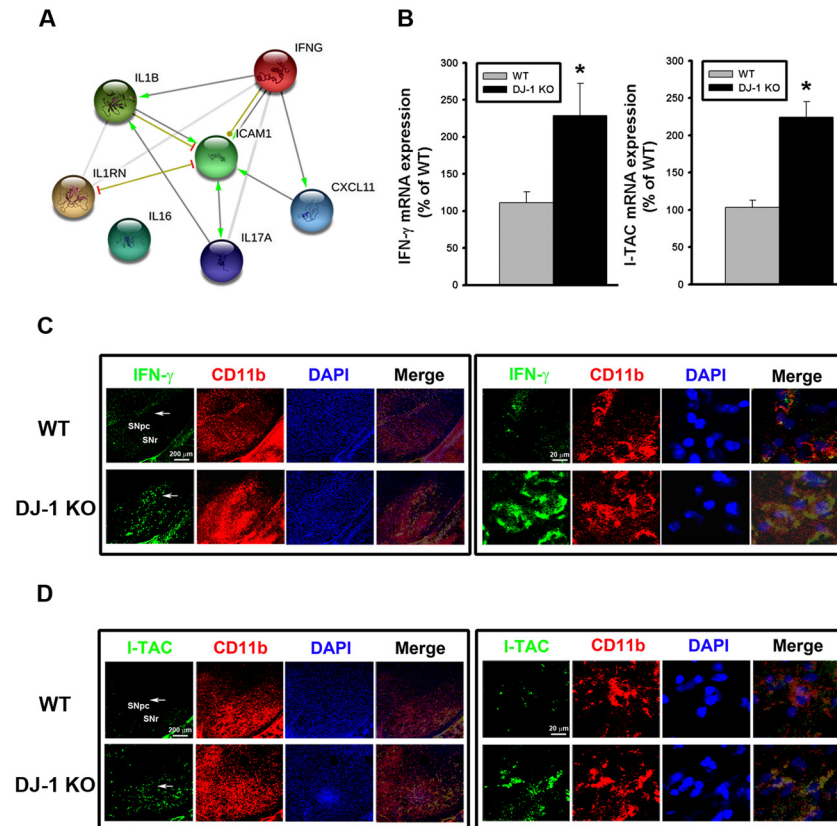 A
IFNG
IL1B
ICAM1
IL1RN
CXCL11
IL16
IL17A
B
IFN-γ mRNA expression
(% of WT)
300
250
200
150
100
50
0
WT
DJ-1 KO
*
I-TAC mRNA expression
(% of WT)
300
250
200
150
100
50
0
WT
DJ-1 KO
*
C
IFN-γ CD11b DAPI Merge
IFN-γ CD11b DAPI Merge
WT
SNpc
SNr
200 μm
20 μm
DJ-1 KO
D
I-TAC CD11b DAPI Merge
I-TAC CD11b DAPI Merge
WT
SNpc
SNr
200 μm
20 μm
DJ-1 KO